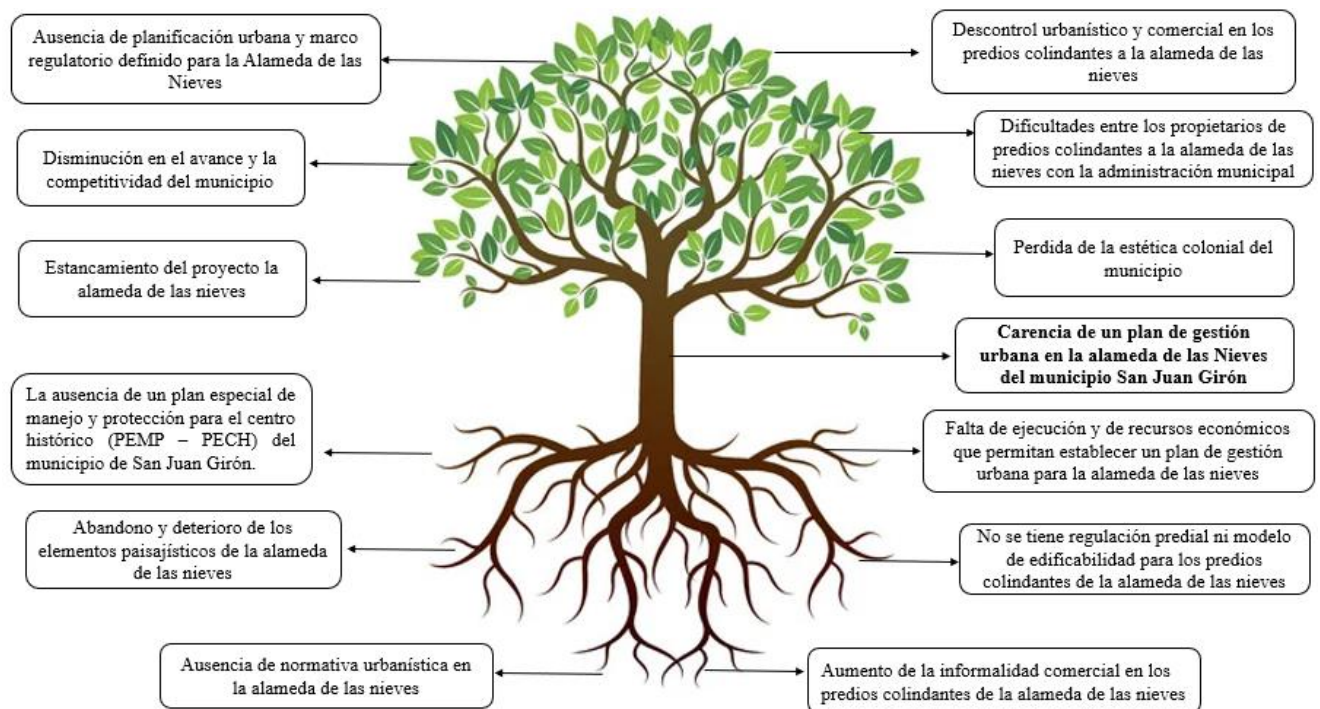 Ausencia de planificación urbana y marco
regulatorio definido para la Alameda de las
Nieves
Descontrol urbanístico y comercial en los
predios colindantes a la alameda de las
nieves
Disminución en el avance y la
competitividad del municipio
Dificultades entre los propietarios de
predios colindantes a la alameda de las
nieves con la administración municipal
Estancamiento del proyecto la
alameda de las nieves
Perdida de la estética colonial del
municipio
Carencia de un plan de gestión
urbana en la alameda de las Nieves
del municipio San Juan Girón
La ausencia de un plan especial de
manejo y protección para el centro
histórico (PEMP – PECH) del
municipio de San Juan Girón.
Falta de ejecución y de recursos económicos
que permitan establecer un plan de gestión
urbana para la alameda de las nieves
Abandono y deterioro de los
elementos paisajísticos de la alameda
de las nieves
No se tiene regulación predial ni modelo
de edificabilidad para los predios
colindantes de la alameda de las nieves
Ausencia de normativa urbanística en
la alameda de las nieves
Aumento de la informalidad comercial en los
predios colindantes de la alameda de las nieves